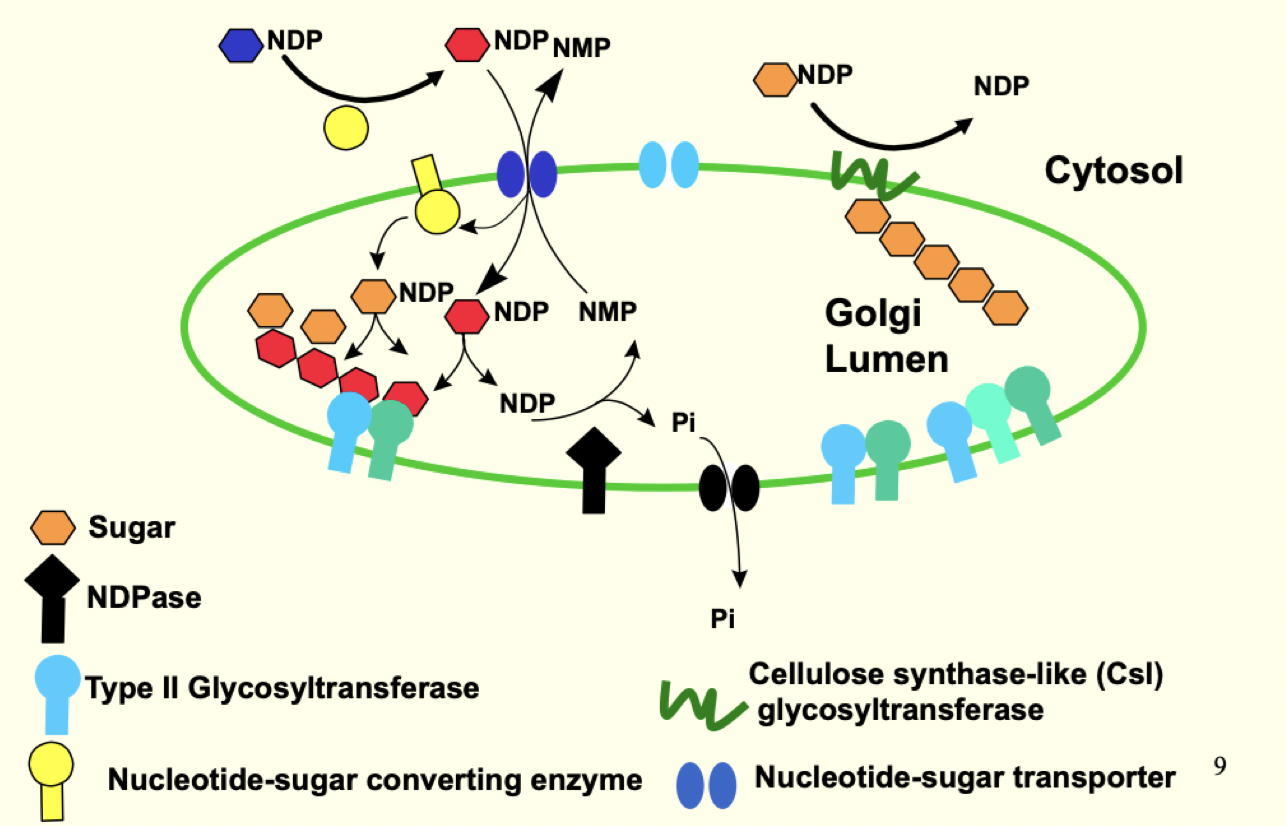 NDP
NDP
NMP
NDP
NDP
Cytosol
NDP
NDP
NMP
Golgi
Lumen
NDP
Pi
Pi
Sugar
NDPase
Type II Glycosyltransferase
Nucleotide-sugar converting enzyme
Cellulose synthase-like (Csl)
glycosyltransferase
Nucleotide-sugar transporter
9